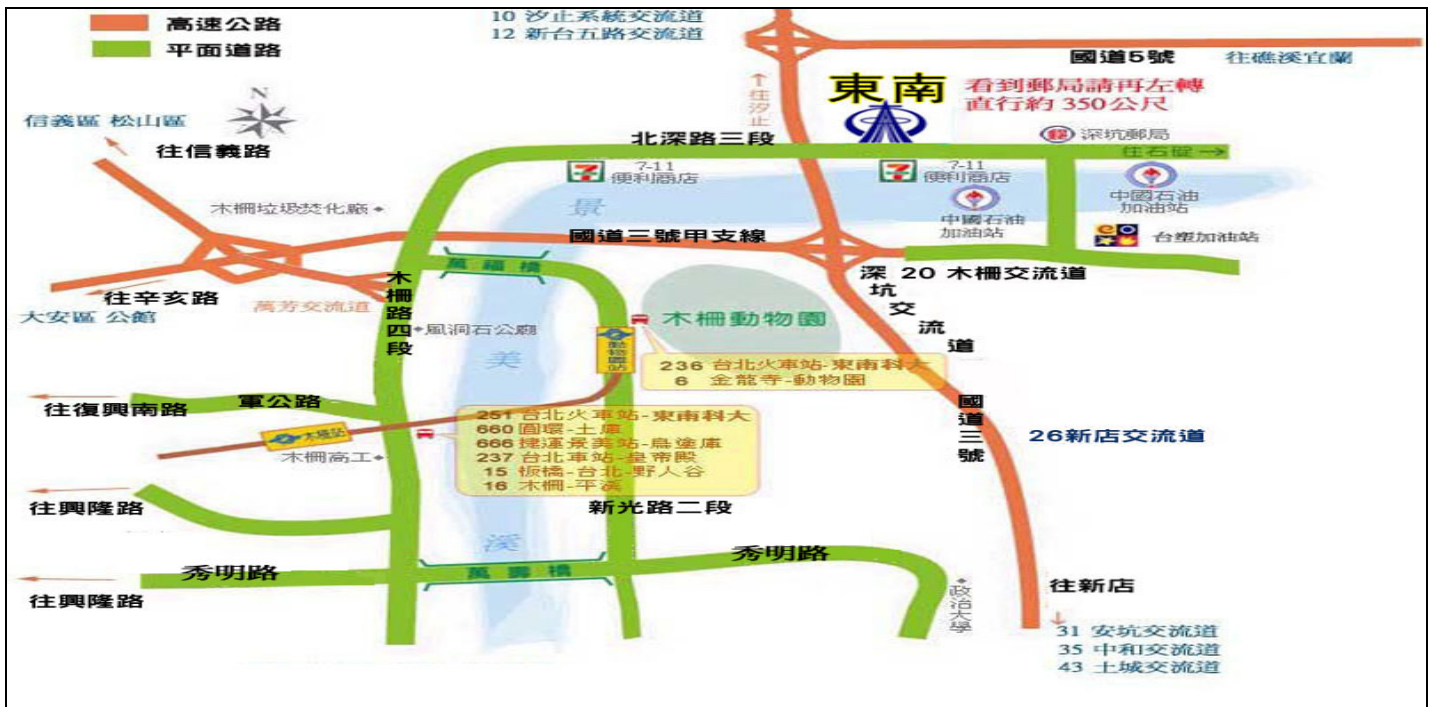 高速公路
平面道路
10 汐止系統交流道
12 新台五路交流道
國道5號
往礁溪宜蘭
往汐止
東南
看到郵局請再左轉
直行約 350公尺
N
信義區 松山區
往信義路
北深路三段
深坑郵局
往石碇
7-11
便利商店
7-11
便利商店
中國石油
加油站
中國石油
加油站
台塑加油站
木柵垃圾焚化廠
景
國道三號甲支線
萬福橋
深坑交流道
20 木柵交流道
往辛亥路
大安區 公館
萬芳交流道
木柵路四段
風洞石公廟
美
動物園站
木柵動物園
236 台北火車站-東南科大
6 金龍寺-動物園
往復興南路
軍公路
木柵站
木柵高工
251 台北火車站-東南科大
660 圓環-土庫
666 捷運景美站-烏塗庫
237 台北車站-皇帝殿
15 板橋-台北-野人谷
16 木柵-平溪
國道三號
26新店交流道
往興隆路
新光路二段
溪
秀明路
萬壽橋
秀明路
往興隆路
政治大學
往新店
31 安坑交流道
35 中和交流道
43 土城交流道